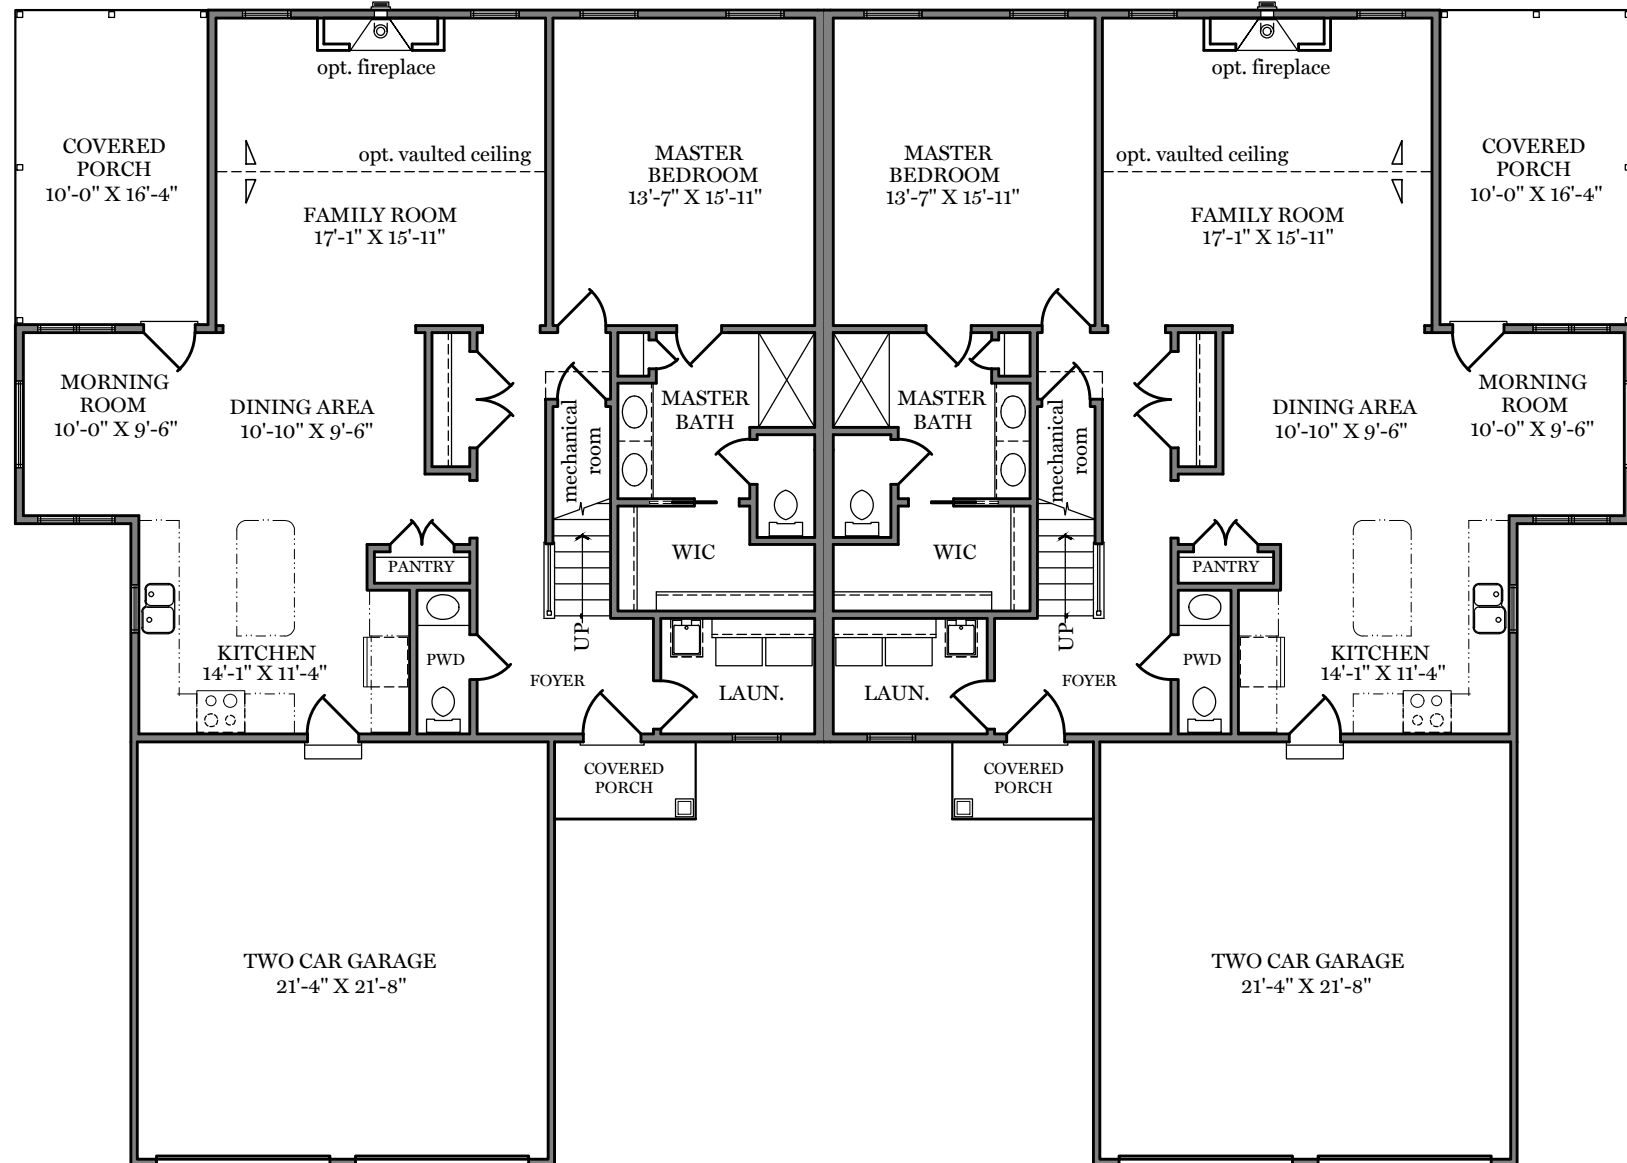 opt. fireplace
opt. fireplace
COVERED
PORCH
10'-0" X 16'-4"
opt. vaulted ceiling
FAMILY ROOM
17'-1" X 15'-11"
MASTER
BEDROOM
13'-7" X 15'-11"
MASTER
BEDROOM
13'-7" X 15'-11"
opt. vaulted ceiling
FAMILY ROOM
17'-1" X 15'-11"
COVERED
PORCH
10'-0" X 16'-4"
MORNING
ROOM
10'-0" X 9'-6"
DINING AREA
10'-10" X 9'-6"
mechanical
room
MASTER
BATH
MASTER
BATH
mechanical
room
DINING AREA
10'-10" X 9'-6"
MORNING
ROOM
10'-0" X 9'-6"
PANTRY
WIC
WIC
PANTRY
UP
UP
KITCHEN
14'-1" X 11'-4"
PWD
FOYER
LAUN.
LAUN.
FOYER
PWD
KITCHEN
14'-1" X 11'-4"
COVERED
PORCH
COVERED
PORCH
TWO CAR GARAGE
21'-4" X 21'-8"
TWO CAR GARAGE
21'-4" X 21'-8"